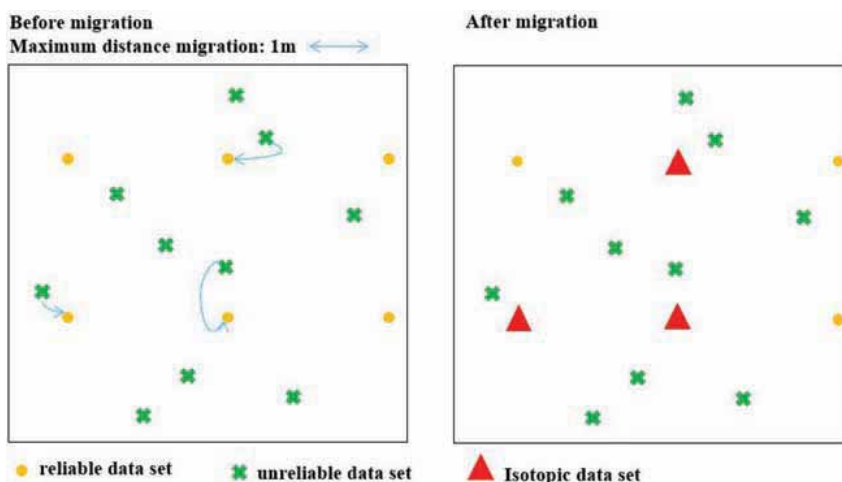 Before migration
Maximum distance migration: 1m
After migration
reliable data set
unreliable data set
Isotopic data set